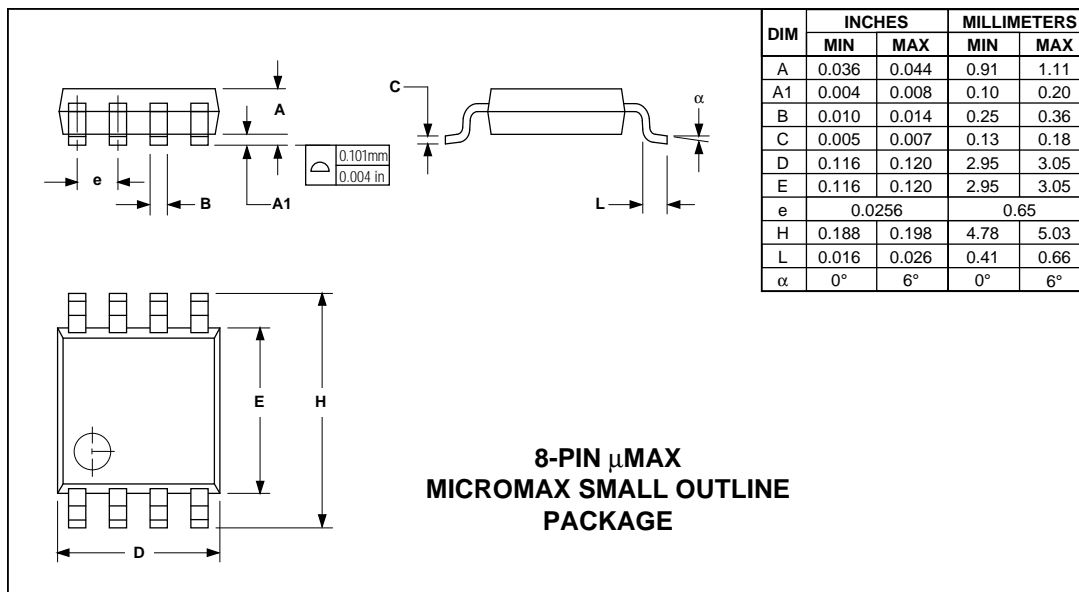 DIM INCHES MILLIMETERS
MIN MAX MIN MAX
A 0.036 0.044 0.91 1.11
A1 0.004 0.008 0.10 0.20
B 0.010 0.014 0.25 0.36
C 0.005 0.007 0.13 0.18
D 0.116 0.120 2.95 3.05
E 0.116 0.120 2.95 3.05
e 0.0256 0.65
H 0.188 0.198 4.78 5.03
L 0.016 0.026 0.41 0.66
α 0° 6° 0° 6°
A
C
α
0.101mm
0.004 in
e
B
A1
L
E
H
D
8-PIN µMAX
MICROMAX SMALL OUTLINE
PACKAGE